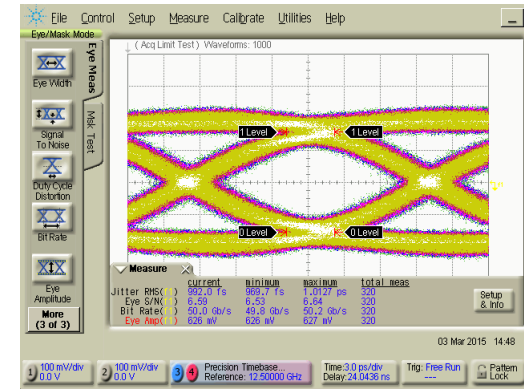 File Control Setup Measure Calibrate Utilities Help
Eye/Mask Mode
( Acq Limit Test ) Waveforms: 1000
Eye Meas
Msk Test
Eye Width
Signal
To Noise
Duty Cycle
Distortion
Bit Rate
Eye
Amplitude
More
(3 of 3)
1 Level
1 Level
0 Level
0 Level
Measure
current minimum maximum total meas
Jitter RMS( ) 992.0 fs 969.7 fs 1.0127 ps 320
Eye S/N( ) 6.59 6.53 6.64 320
Bit Rate( ) 50.0 Gb/s 49.8 Gb/s 50.2 Gb/s 320
Eye Amp( ) 626 mV 626 mV 627 mV 320
Setup
& Info
03 Mar 2015 14:48
1 100 mV/div
0.0 V
2 100 mV/div
0.0 V
3 4 Precision Timebase...
Reference: 12.50000 GHz
Time:3.0 ps/div
Delay:24.0436 ns
Trig: Free Run
---
Pattern
Lock